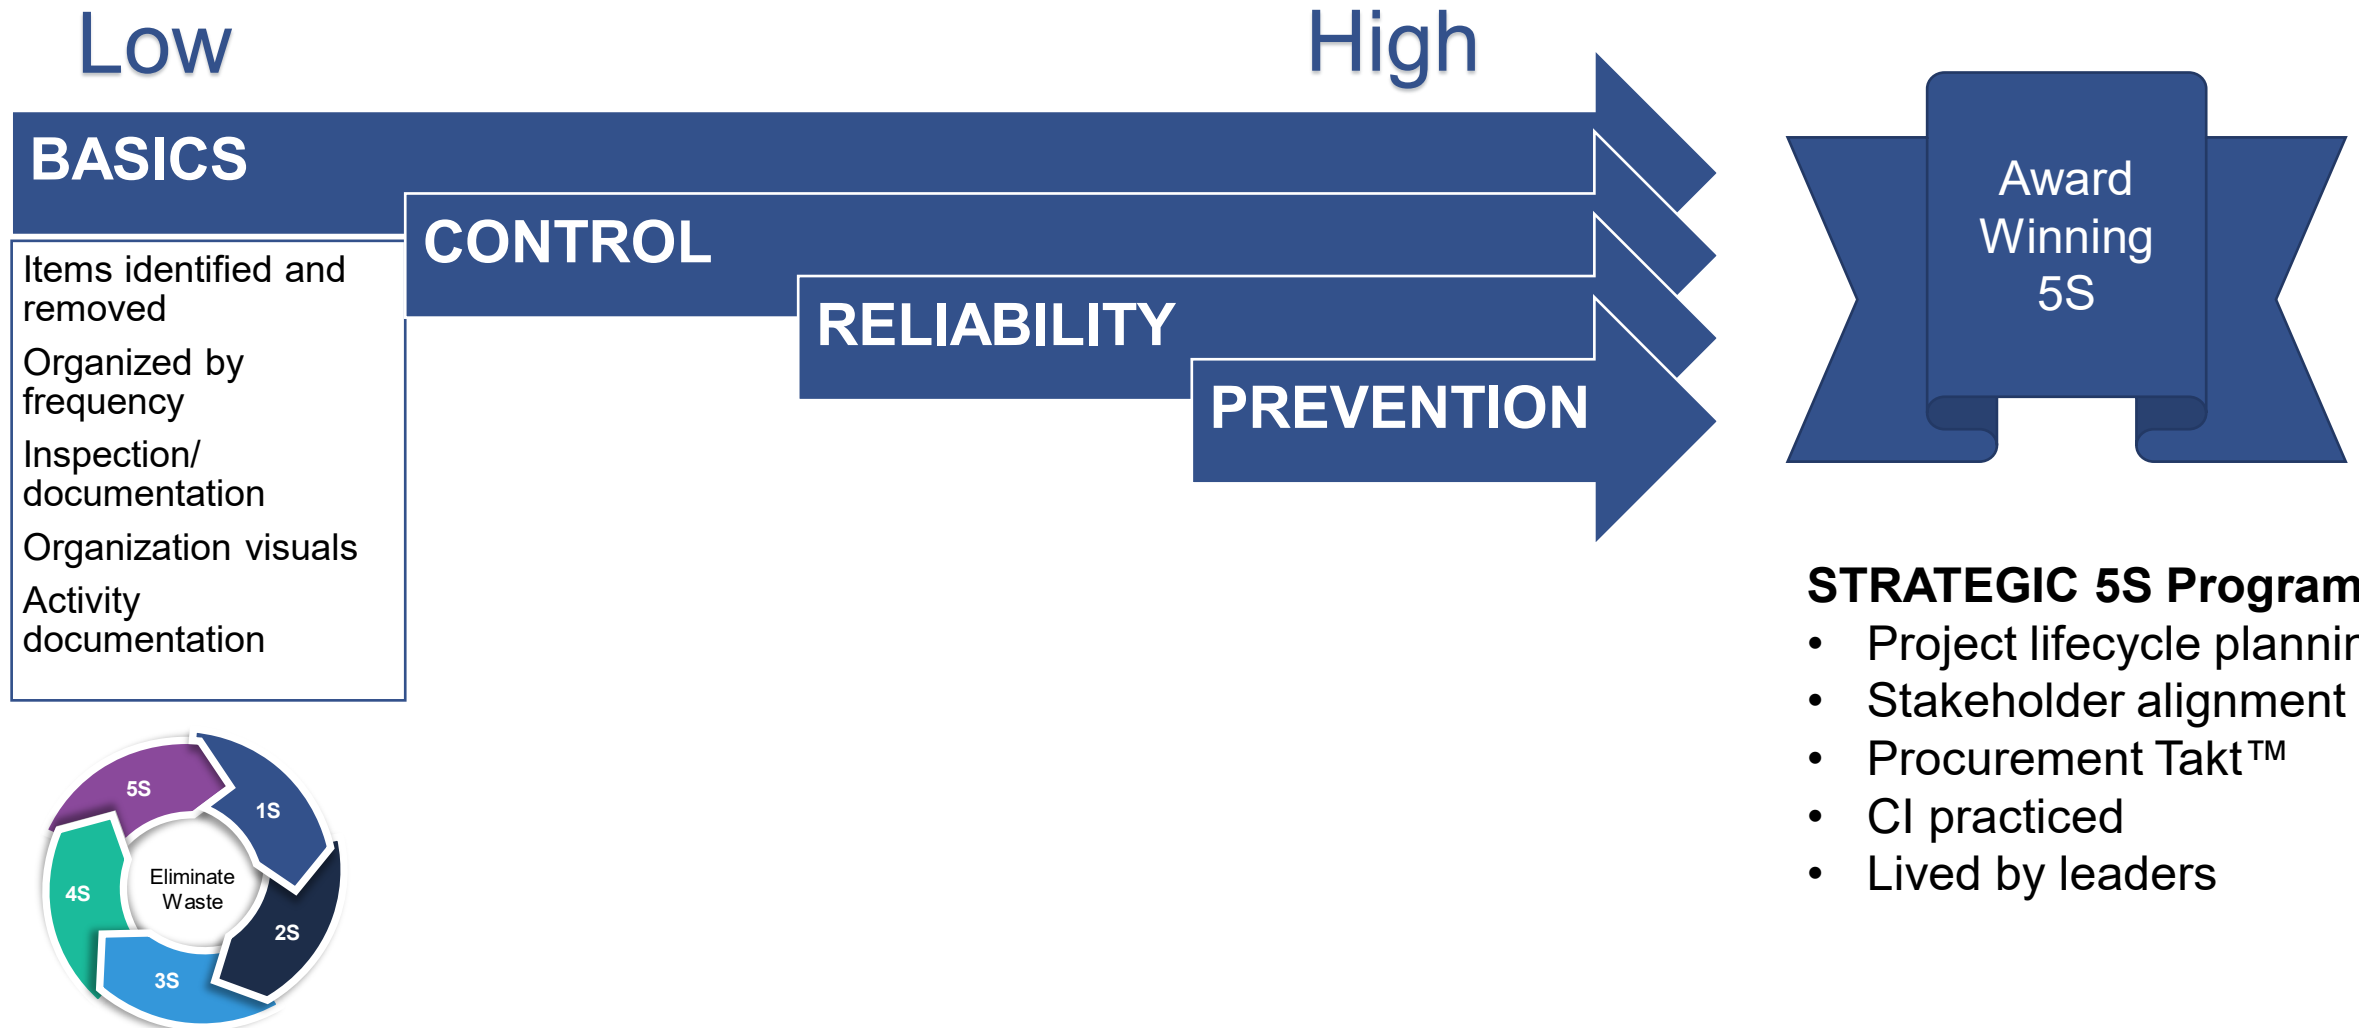 Low
High
BASICS
CONTROL
RELIABILITY
PREVENTION
Items identified and
removed
Organized by
frequency
Inspection/
documentation
Organization visuals
Activity
documentation
Award
Winning
5S
STRATEGIC 5S Program
• Project lifecycle plannin
• Stakeholder alignment
• Procurement Takt™
• CI practiced
• Lived by leaders
5S
1S
Eliminate
Waste
4S
2S
3S